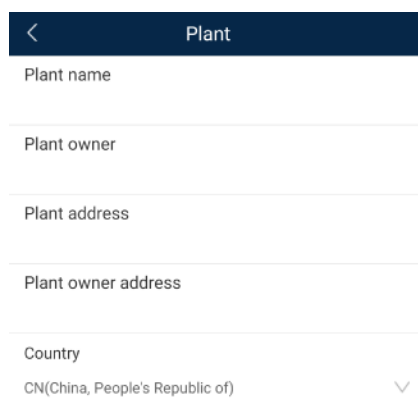 Plant
Plant name
Plant owner
Plant address
Plant owner address
Country
CN(China, People's Republic of)